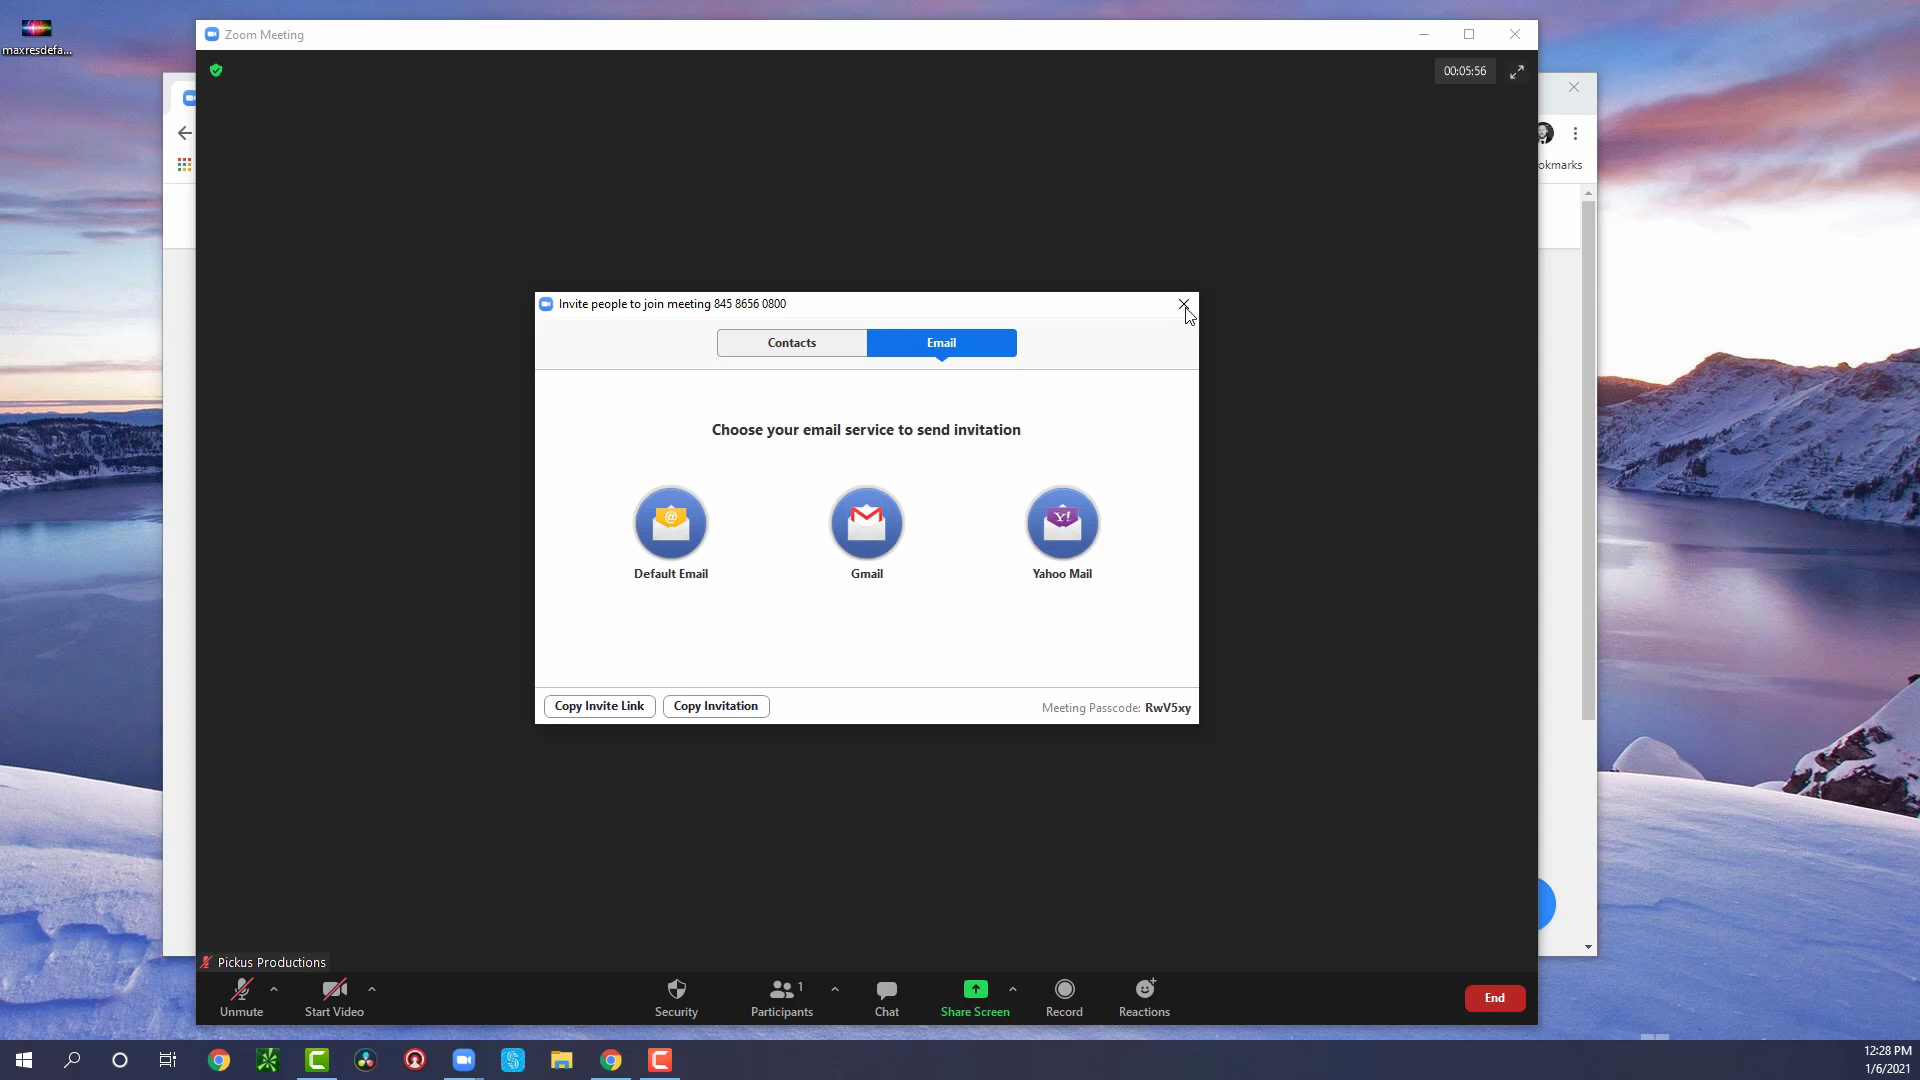 maxresdefa...
Zoom Meeting
00:05:56
okmarks
Invite people to join meeting 845 8656 0800
Contacts
Email
Choose your email service to send invitation
@
Y!
Default Email
Gmail
Yahoo Mail
Copy Invite Link
Copy Invitation
Meeting Passcode: RwV5xy
Pickus Productions
1
Unmute
Start Video
Security
Participants
Chat
Share Screen
Record
Reactions
End
12:28 PM
1/6/2021